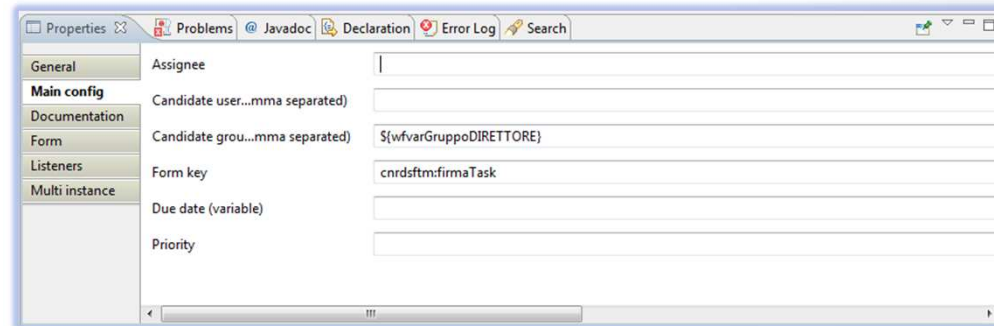 Properties Problems @ Javadoc Declaration Error Log Search
General
Main config
Documentation
Form
Listeners
Multi instance
Assignee
Candidate user...mma separated)
Candidate grou...mma separated) ${wfvarGruppoDIRETTORE}
Form key cnrdsftm:firmaTask
Due date (variable)
Priority